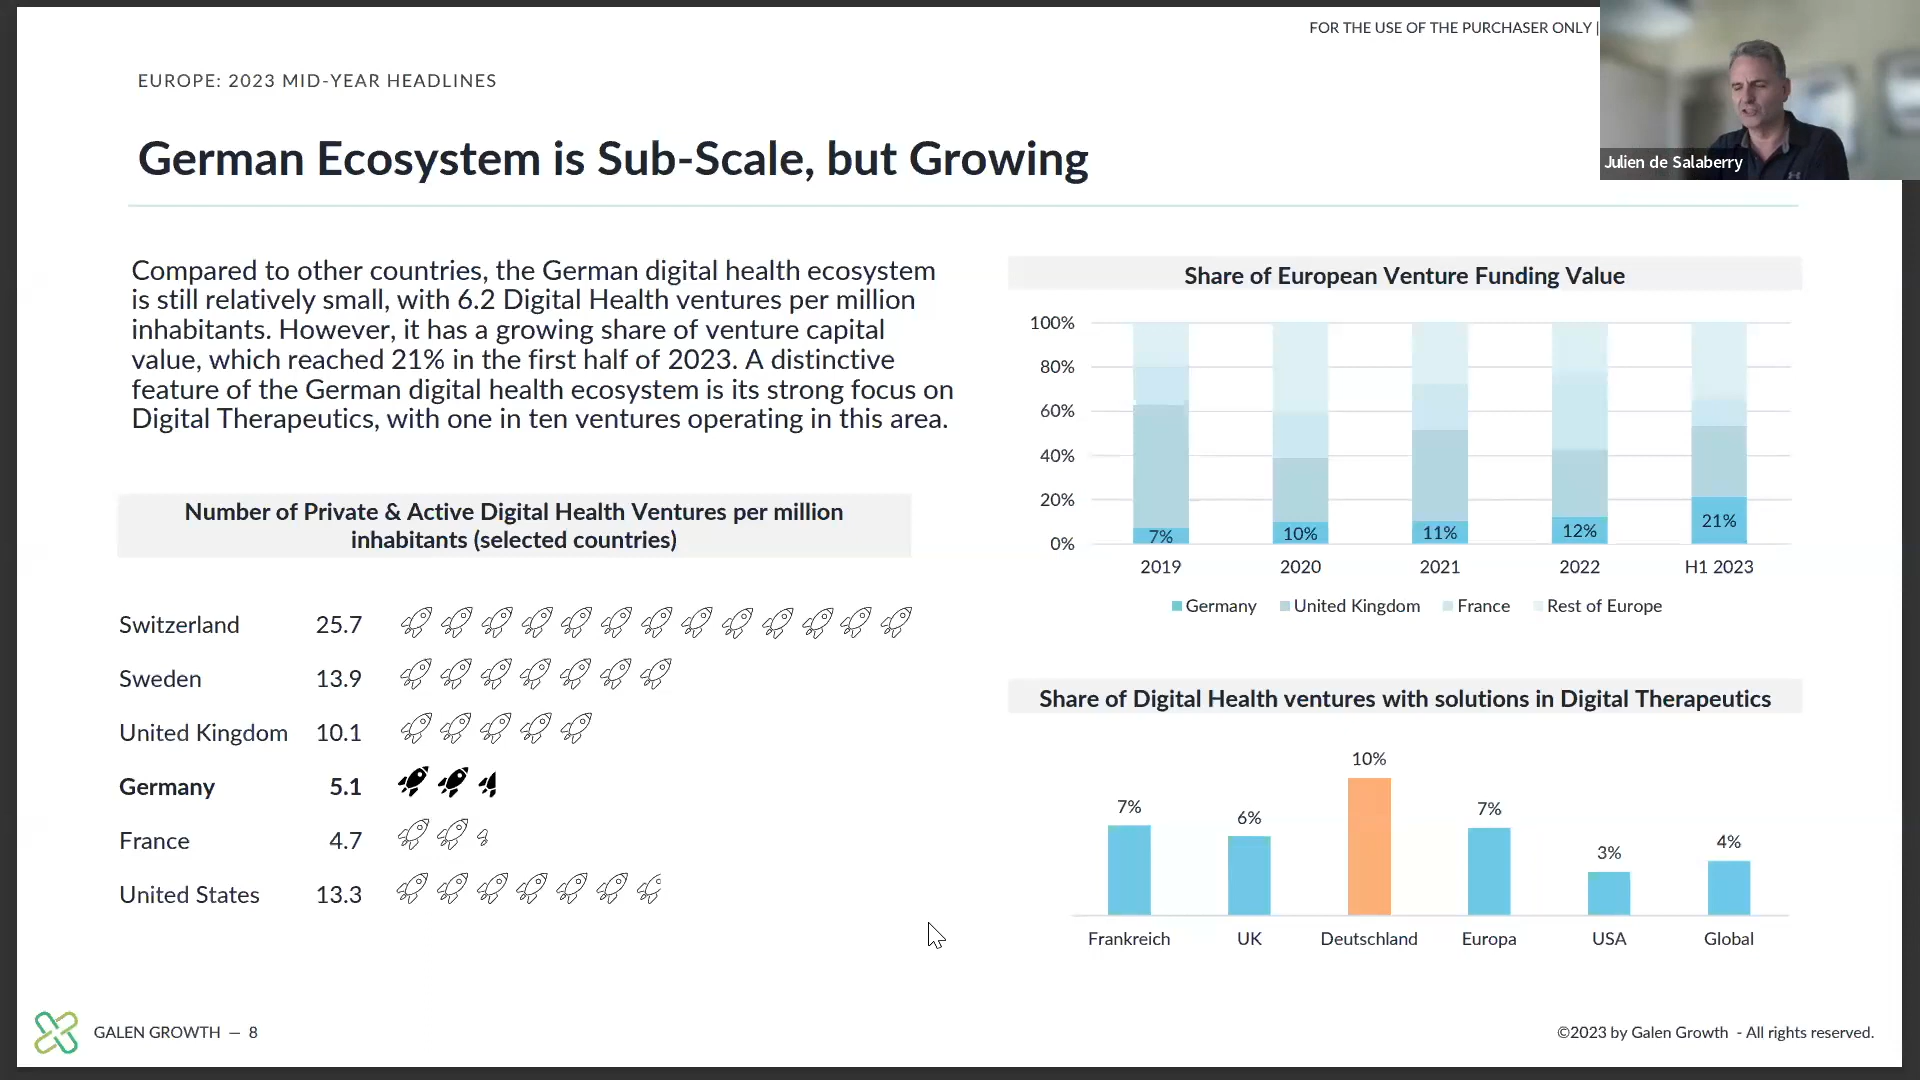 FOR THE USE OF THE PURCHASER ONLY |
Julien de Salaberry
EUROPE: 2023 MID-YEAR HEADLINES
German Ecosystem is Sub-Scale, but Growing
Compared to other countries, the German digital health ecosystem
is still relatively small, with 6.2 Digital Health ventures per million
inhabitants. However, it has a growing share of venture capital
value, which reached 21% in the first half of 2023. A distinctive
feature of the German digital health ecosystem is its strong focus on
Digital Therapeutics, with one in ten ventures operating in this area.
Number of Private & Active Digital Health Ventures per million
inhabitants (selected countries)
Switzerland 25.7
Sweden 13.9
United Kingdom 10.1
Germany 5.1
France 4.7
United States 13.3
Share of European Venture Funding Value
100%
80%
60%
40%
20%
0%
7% 10% 11% 12% 21%
2019 2020 2021 2022 H1 2023
Germany United Kingdom France Rest of Europe
Share of Digital Health ventures with solutions in Digital Therapeutics
7% 6% 10% 7% 3% 4%
Frankreich UK Deutschland Europa USA Global
GALEN GROWTH — 8
©2023 by Galen Growth - All rights reserved.